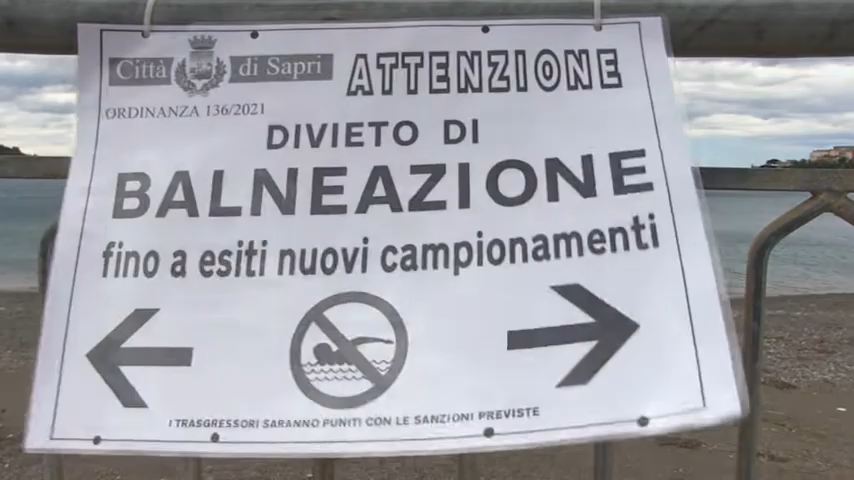 Città di Sapri
ATTENZIONE
ORDINANZA 136/2021
DIVIETO DI
BALNEAZIONE
fino a esiti nuovi campionamenti
I TRASGRESSORI SARANNO PUNITI CON LE SANZIONI PREVISTE